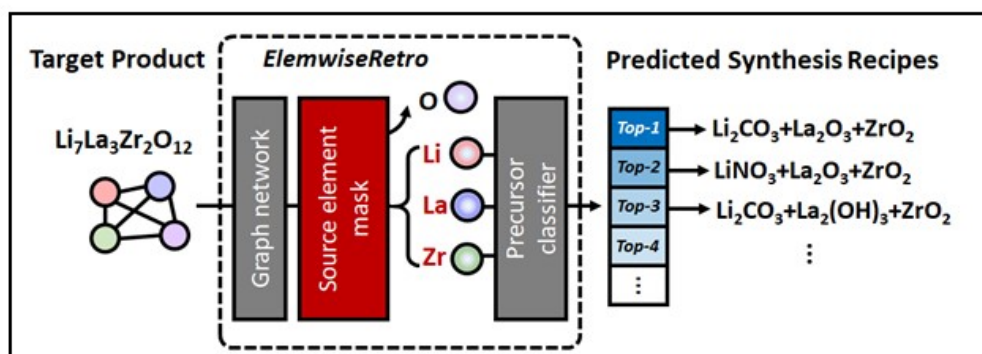 Target Product
ElemwiseRetro
Predicted Synthesis Recipes
Li₇La₃Zr₂O₁₂
Graph network
Source element
mask
O
Li
La
Zr
Precursor
classifier
Top-1
Li₂CO₃+La₂O₃+ZrO₂
Top-2
LiNO₃+La₂O₃+ZrO₂
Top-3
Li₂CO₃+La₂(OH)₃+ZrO₂
Top-4
⋮
⋮